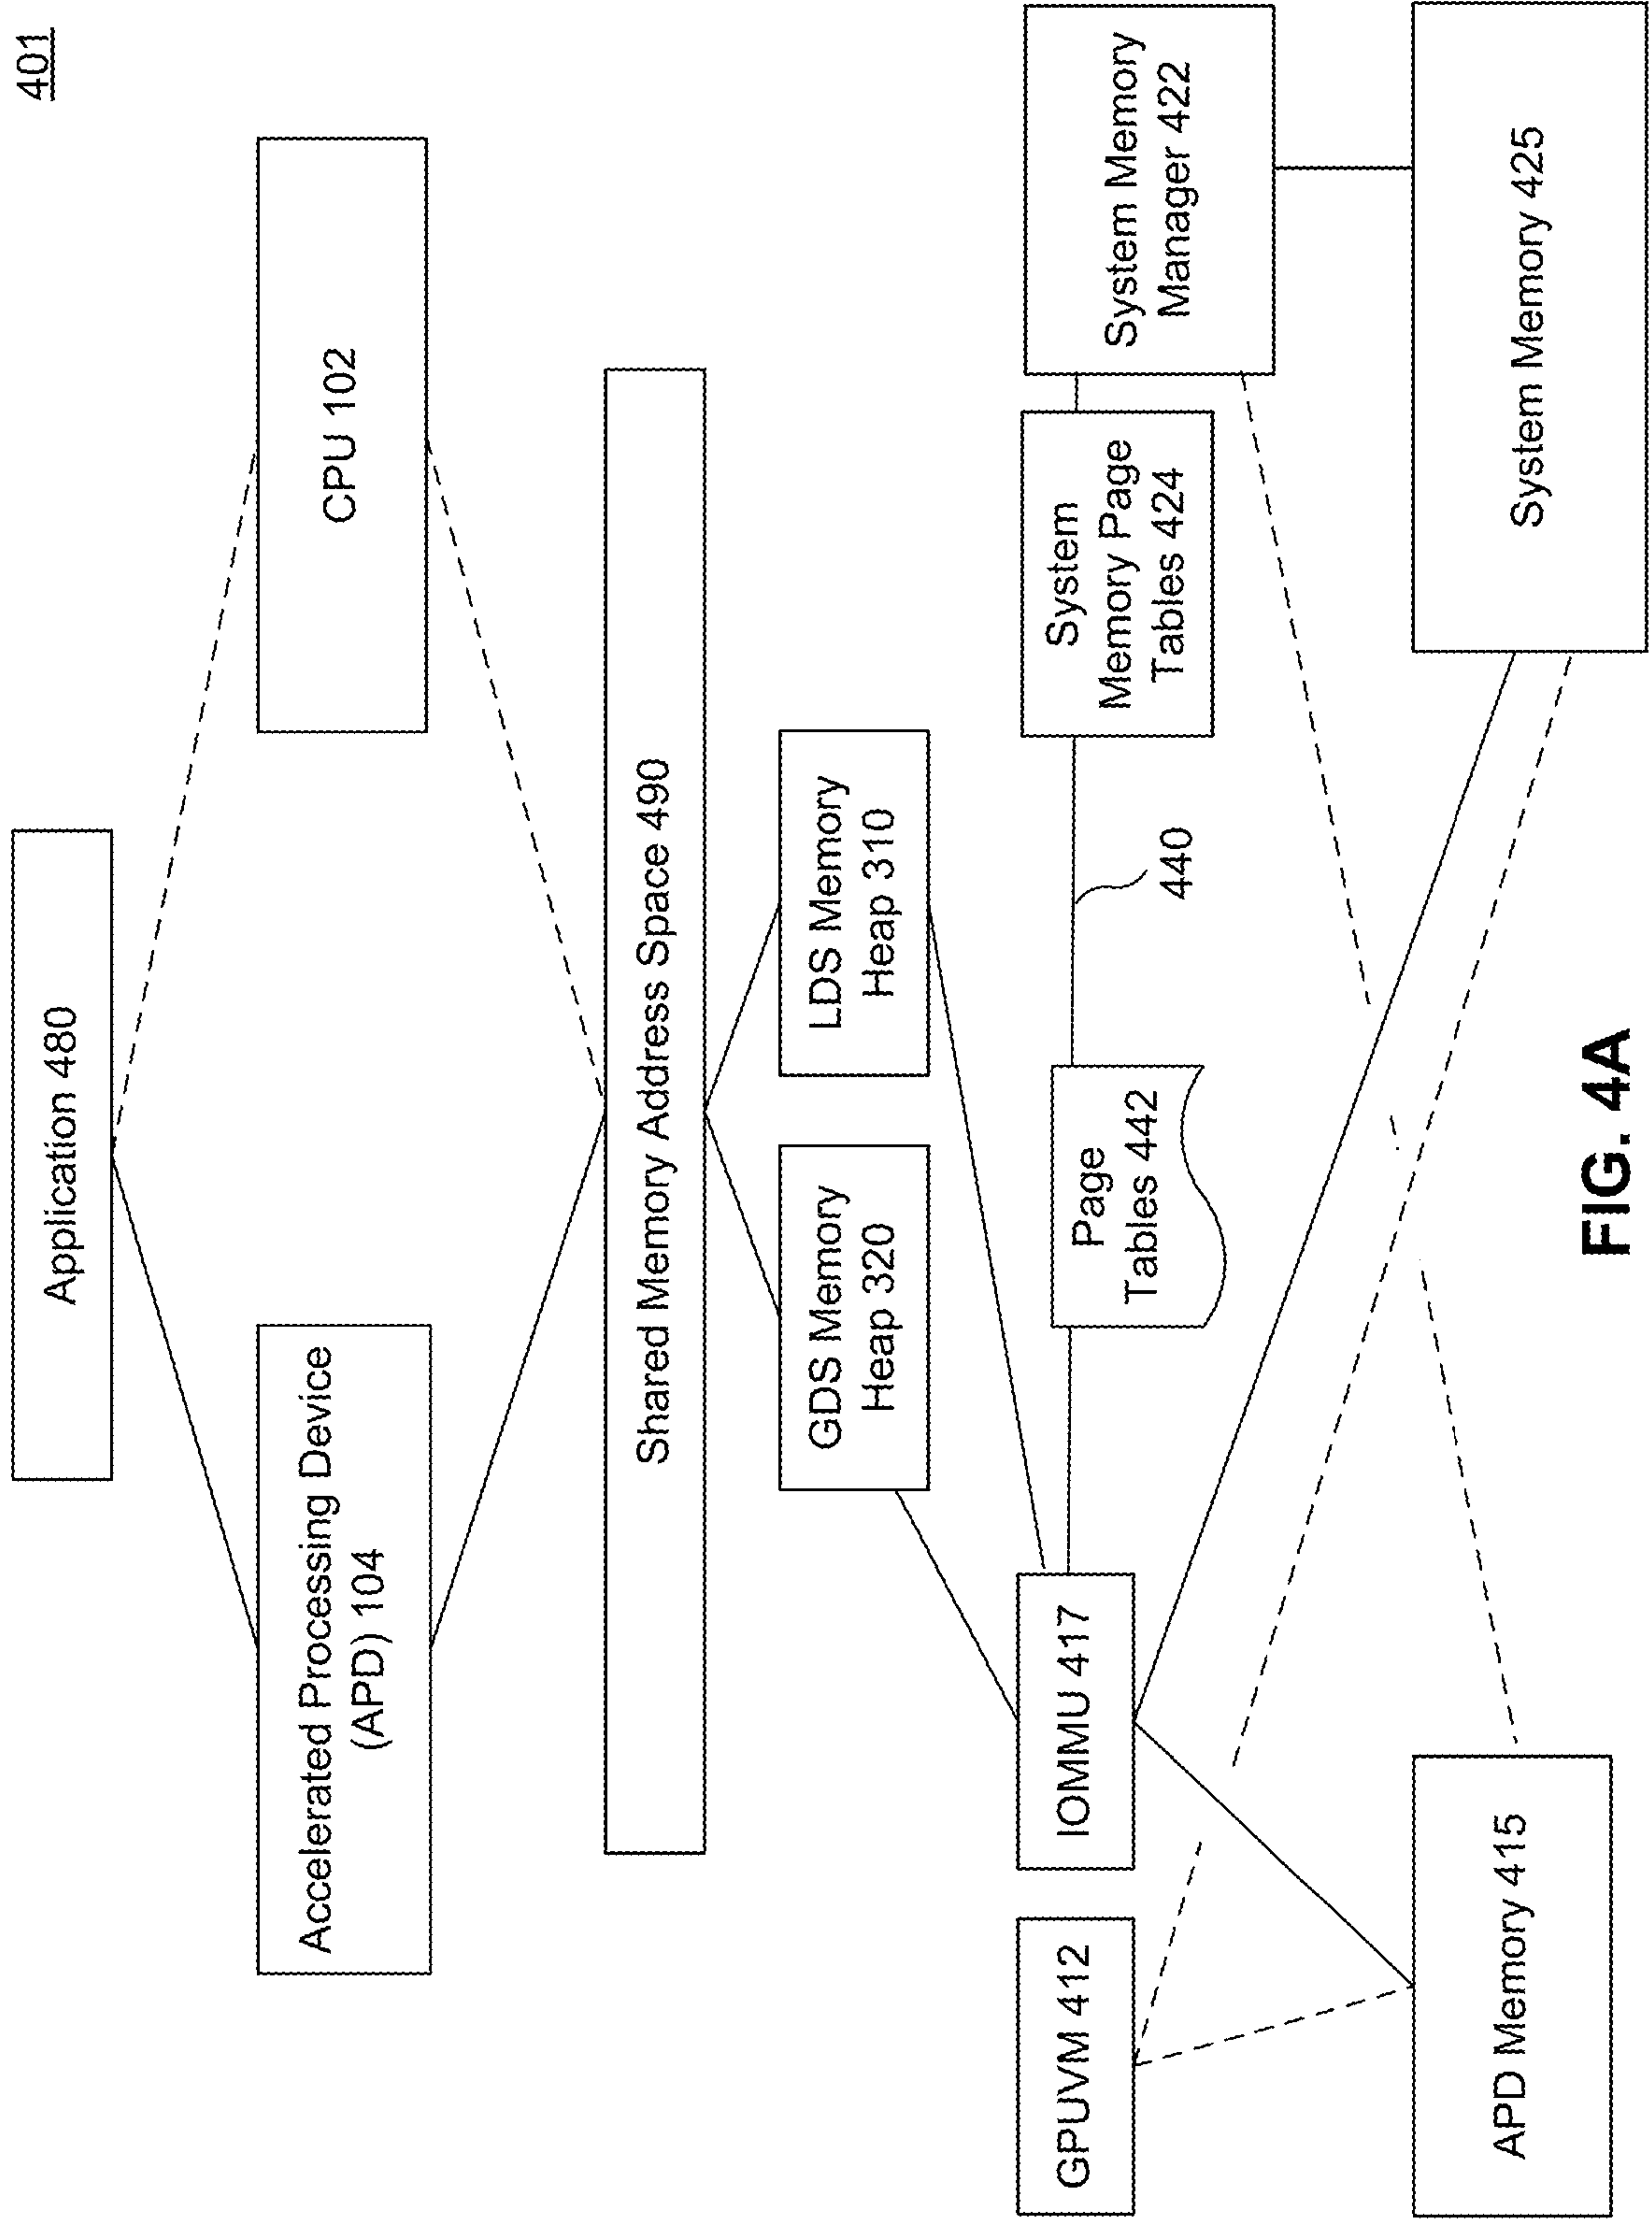 401
Application 480
Accelerated Processing Device
(APD) 104
CPU 102
Shared Memory Address Space 490
GDS Memory
Heap 320
LDS Memory
Heap 310
GPUVM 412
IOMMU 417
Page
Tables 442
440
System
Memory Page
Tables 424
System Memory
Manager 422
APD Memory 415
System Memory 425
FIG. 4A